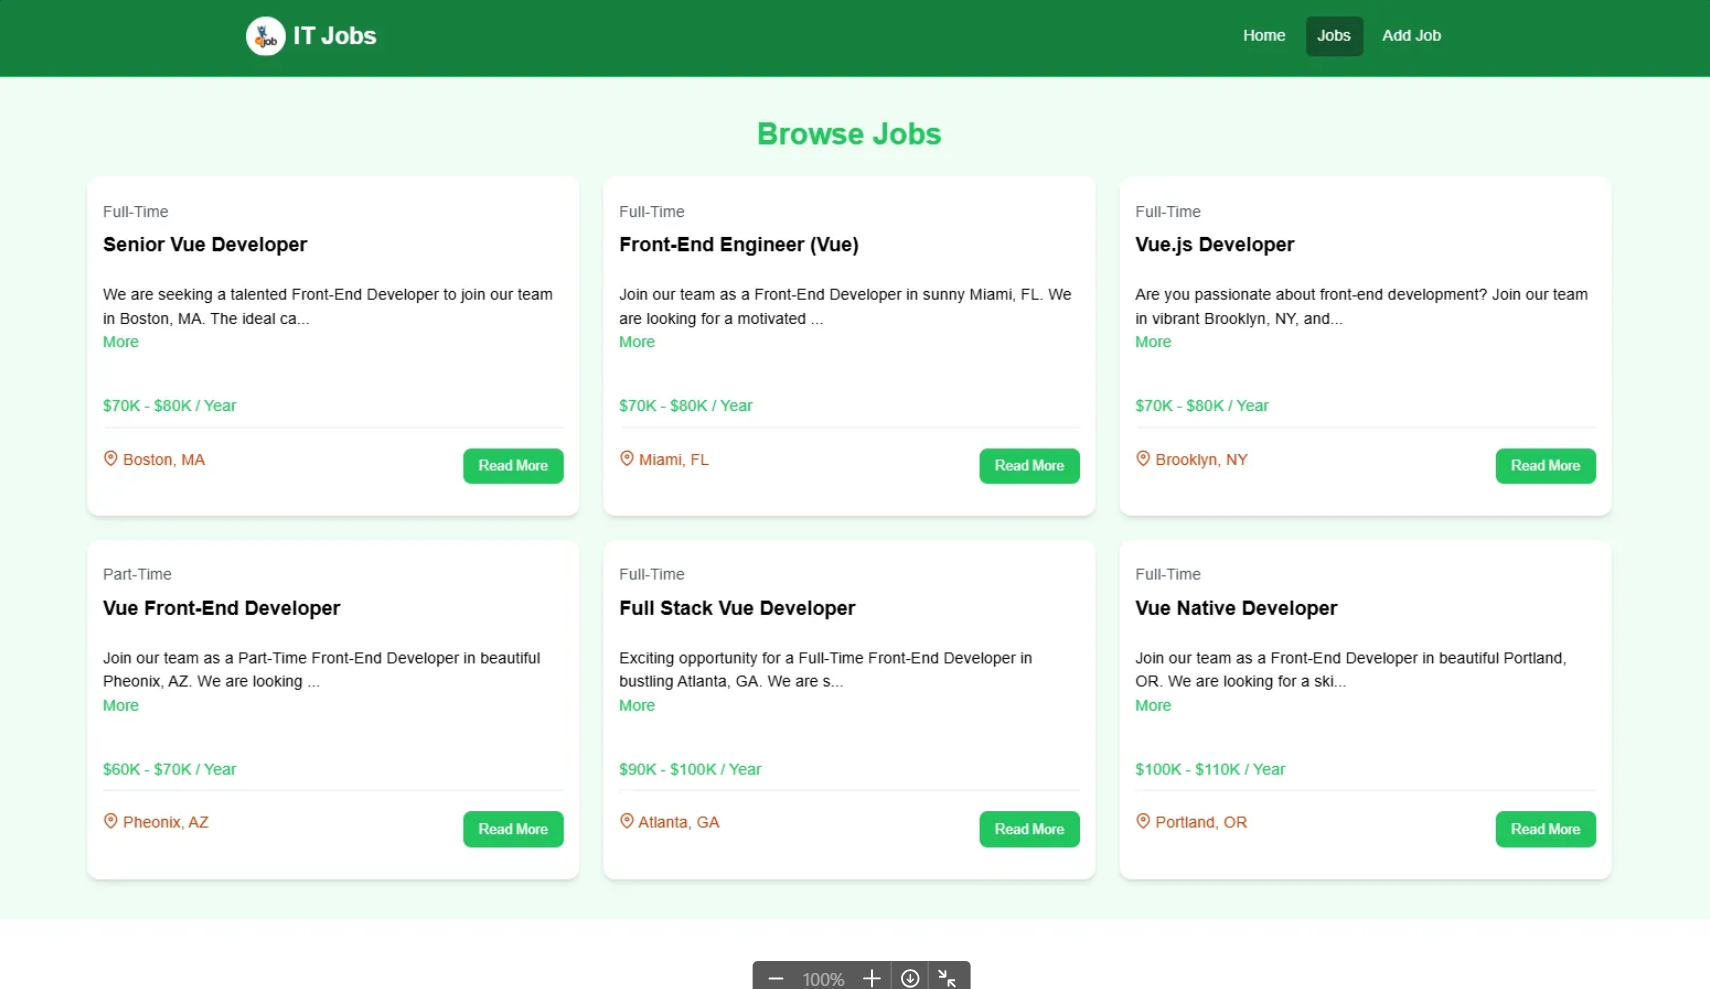 job IT Jobs Home Jobs Add Job
Browse Jobs
Full-Time
Senior Vue Developer
We are seeking a talented Front-End Developer to join our team
in Boston, MA. The ideal ca...
More
$70K - $80K / Year
Boston, MA
Read More
Full-Time
Front-End Engineer (Vue)
Join our team as a Front-End Developer in sunny Miami, FL. We
are looking for a motivated ...
More
$70K - $80K / Year
Miami, FL
Read More
Full-Time
Vue.js Developer
Are you passionate about front-end development? Join our team
in vibrant Brooklyn, NY, and...
More
$70K - $80K / Year
Brooklyn, NY
Read More
Part-Time
Vue Front-End Developer
Join our team as a Part-Time Front-End Developer in beautiful
Pheonix, AZ. We are looking ...
More
$60K - $70K / Year
Pheonix, AZ
Read More
Full-Time
Full Stack Vue Developer
Exciting opportunity for a Full-Time Front-End Developer in
bustling Atlanta, GA. We are s...
More
$90K - $100K / Year
Atlanta, GA
Read More
Full-Time
Vue Native Developer
Join our team as a Front-End Developer in beautiful Portland,
OR. We are looking for a ski...
More
$100K - $110K / Year
Portland, OR
Read More
100%